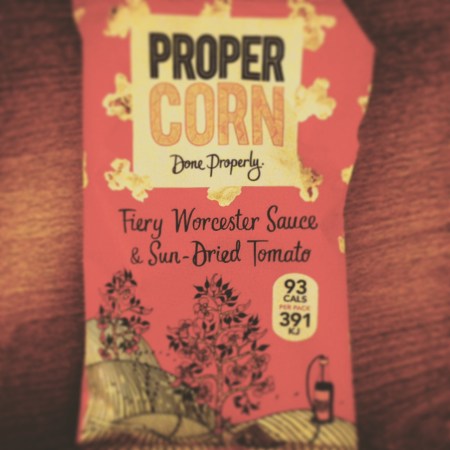 PROPER
CORN
Done Properly.
Fiery Worcester Sauce
& Sun-Dried Tomato
93
CALS
PER PACK
391
KJ